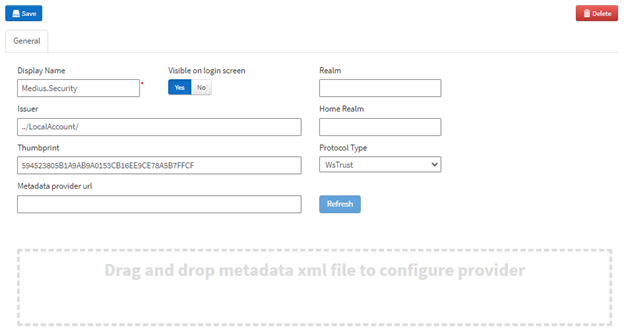 Save
Delete
General
Display Name
Visible on login screen
Realm
Medius.Security
*
Yes
No
Issuer
Home Realm
../LocalAccount/
Thumbprint
Protocol Type
594523805B1A9AB9A0153CB16EE9CE78A5B7FFCF
WsTrust
Metadata provider url
Refresh
Drag and drop metadata xml file to configure provider